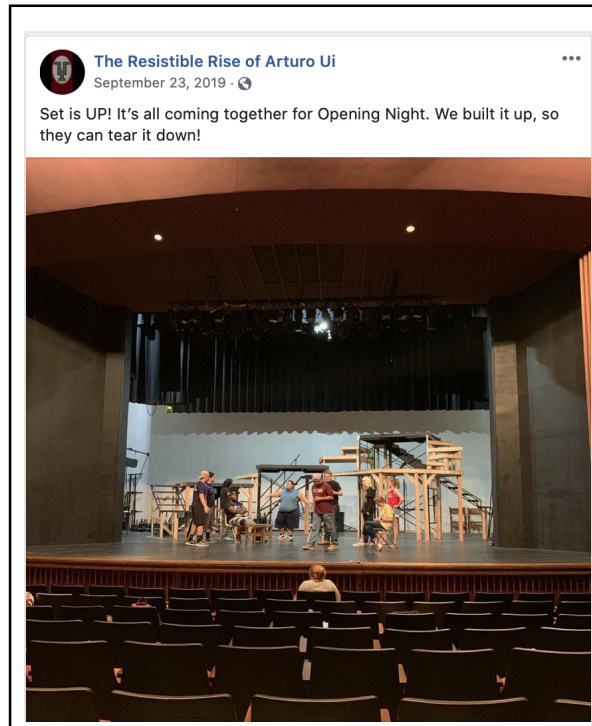 The Resistible Rise of Arturo Ui
September 23, 2019 ·
Set is UP! It’s all coming together for Opening Night. We built it up, so
they can tear it down!